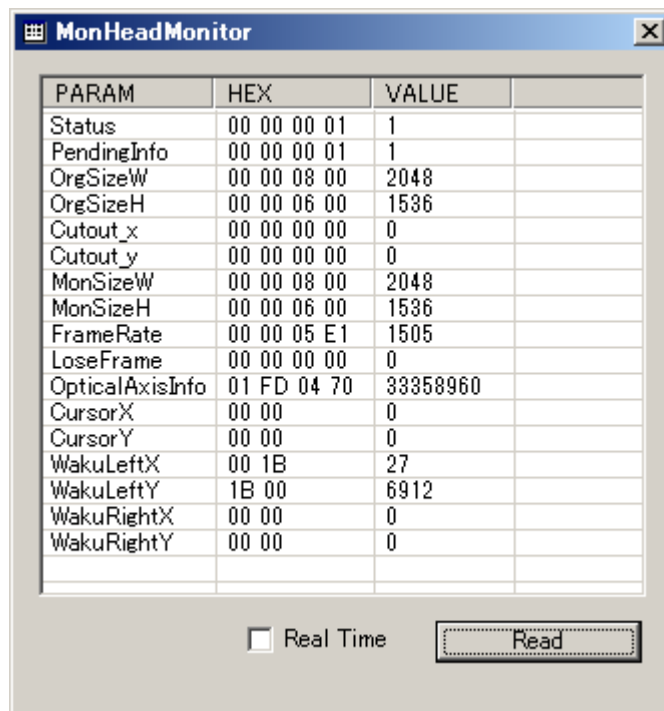 MonHeadMonitor
PARAM HEX VALUE
Status 00 00 00 01 1
PendingInfo 00 00 00 01 1
OrgSizeW 00 00 08 00 2048
OrgSizeH 00 00 06 00 1536
Cutout_x 00 00 00 00 0
Cutout_y 00 00 00 00 0
MonSizeW 00 00 08 00 2048
MonSizeH 00 00 06 00 1536
FrameRate 00 00 05 E1 1505
LoseFrame 00 00 00 00 0
OpticalAxisInfo 01 FD 04 70 33358960
CursorX 00 00 0
CursorY 00 00 0
WakuLeftX 00 1B 27
WakuLeftY 1B 00 6912
WakuRightX 00 00 0
WakuRightY 00 00 0
Real Time Read